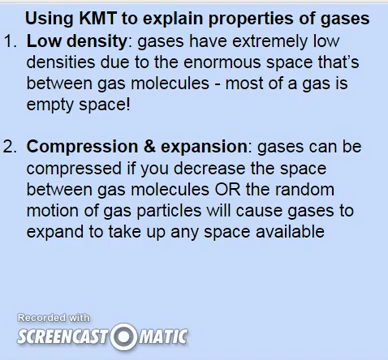 Using KMT to explain properties of gases
1. Low density: gases have extremely low
densities due to the enormous space that's
between gas molecules - most of a gas is
empty space!
2. Compression & expansion: gases can be
compressed if you decrease the space
between gas molecules OR the random
motion of gas particles will cause gases to
expand to take up any space available
Recorded with
SCREENCAST-O-MATIC